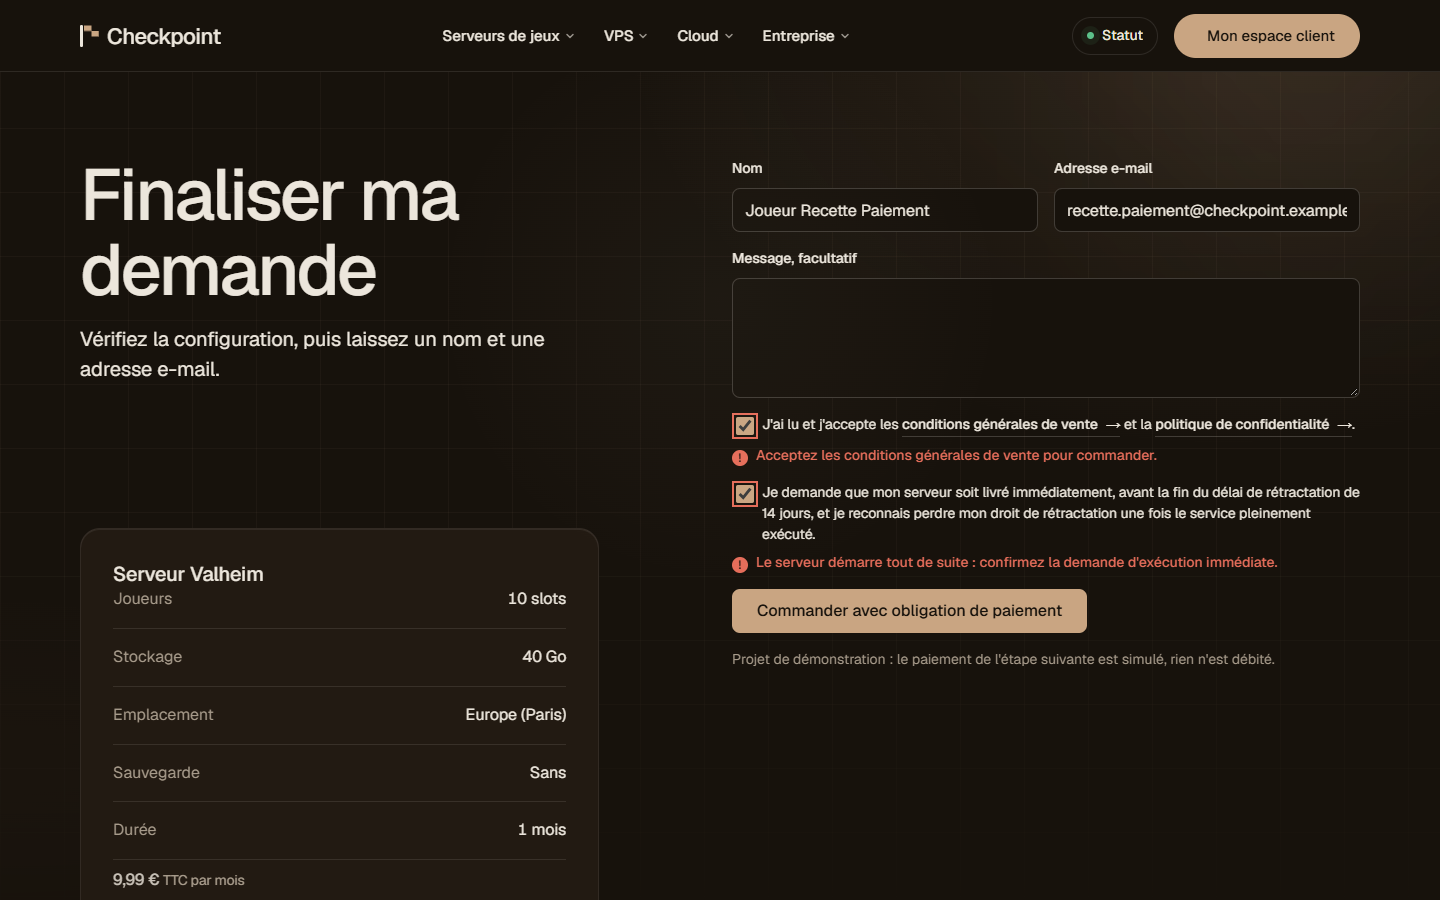 Checkpoint
Serveurs de jeux
VPS
Cloud
Entreprise
Statut
Mon espace client
Finaliser ma
demande
Vérifiez la configuration, puis laissez un nom et une
adresse e-mail.
Serveur Valheim
Joueurs 10 slots
Stockage 40 Go
Emplacement Europe (Paris)
Sauvegarde Sans
Durée 1 mois
9,99 € TTC par mois
Nom
Joueur Recette Paiement
Adresse e-mail
recette.paiement@checkpoint.example
Message, facultatif
J'ai lu et j'accepte les conditions générales de vente → et la politique de confidentialité →.
! Acceptez les conditions générales de vente pour commander.
Je demande que mon serveur soit livré immédiatement, avant la fin du délai de rétractation de
14 jours, et je reconnais perdre mon droit de rétractation une fois le service pleinement
exécuté.
! Le serveur démarre tout de suite : confirmez la demande d'exécution immédiate.
Commander avec obligation de paiement
Projet de démonstration : le paiement de l'étape suivante est simulé, rien n'est débité.